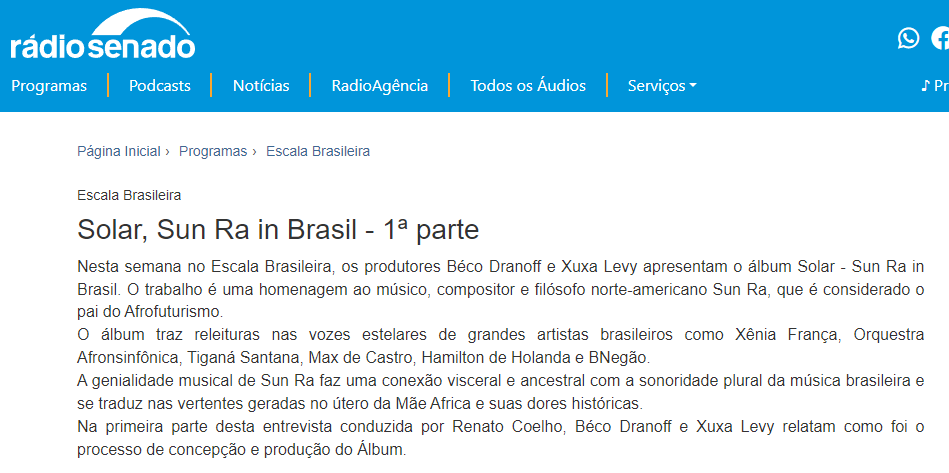 rádiosenado
Programas Podcasts Notícias RadioAgência Todos os Áudios Serviços ♪ Pr
Página Inicial › Programas › Escala Brasileira
Escala Brasileira
Solar, Sun Ra in Brasil - 1ª parte
Nesta semana no Escala Brasileira, os produtores Béco Dranoff e Xuxa Levy apresentam o álbum Solar - Sun Ra in
Brasil. O trabalho é uma homenagem ao músico, compositor e filósofo norte-americano Sun Ra, que é considerado o
pai do Afrofuturismo.
O álbum traz releituras nas vozes estelares de grandes artistas brasileiros como Xênia França, Orquestra
Afronsinfônica, Tiganá Santana, Max de Castro, Hamilton de Holanda e BNegão.
A genialidade musical de Sun Ra faz uma conexão visceral e ancestral com a sonoridade plural da música brasileira e
se traduz nas vertentes geradas no útero da Mãe Africa e suas dores históricas.
Na primeira parte desta entrevista conduzida por Renato Coelho, Béco Dranoff e Xuxa Levy relatam como foi o
processo de concepção e produção do Álbum.